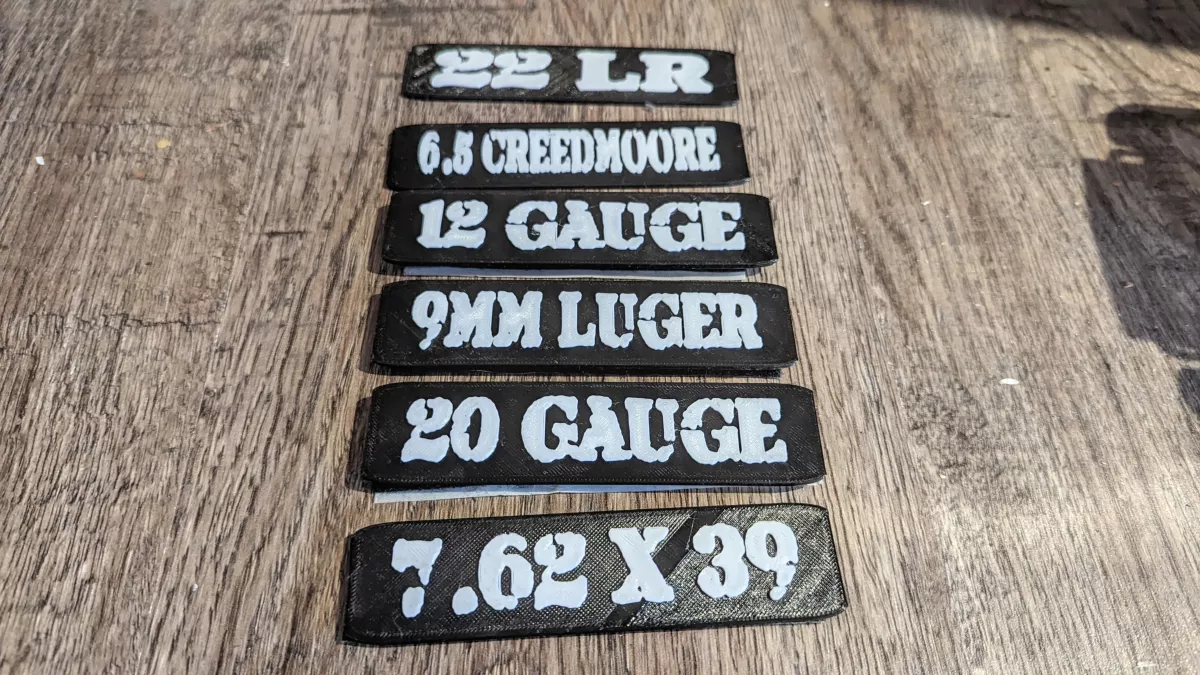 22 LR
6.5 CREEDMOORE
12 GAUGE
9MM LUGER
20 GAUGE
7.62 X 39